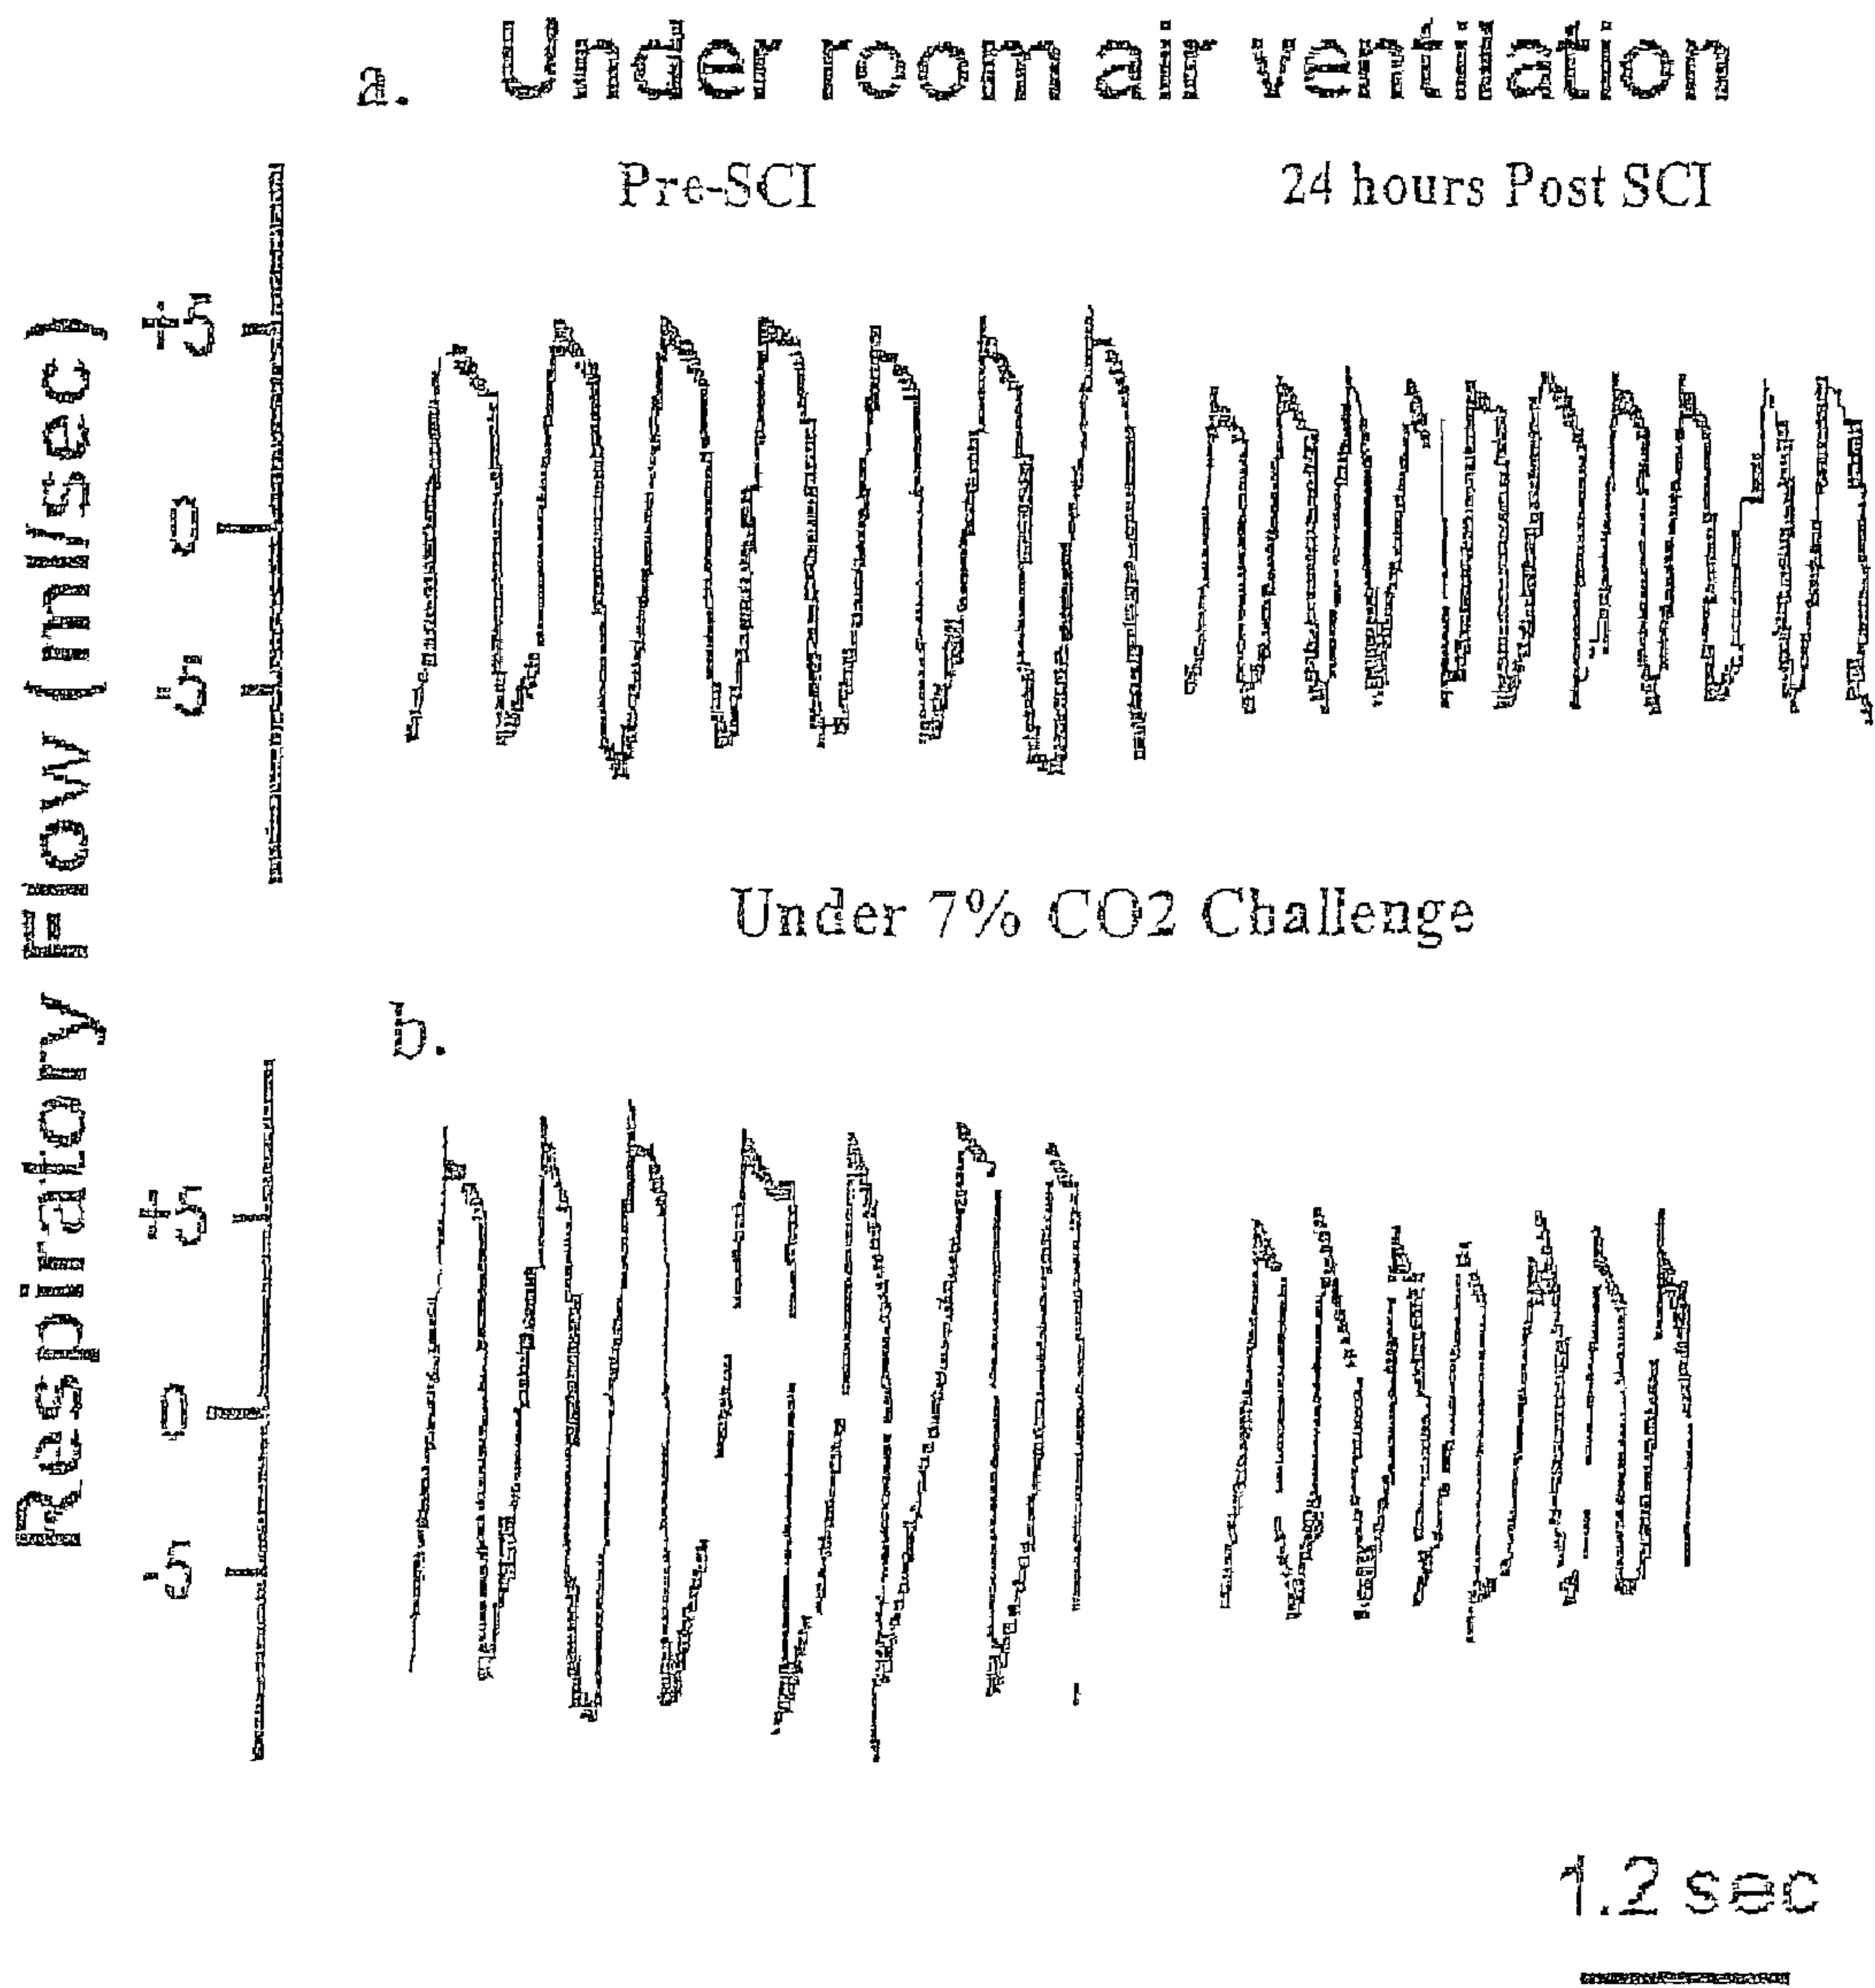 a. Under room air ventilation
Pre-SCI
24 hours Post SCI
Respiratory Flow (ml/sec)
+5
0
-5
Under 7% CO2 Challenge
b.
+5
0
-5
1.2 sec